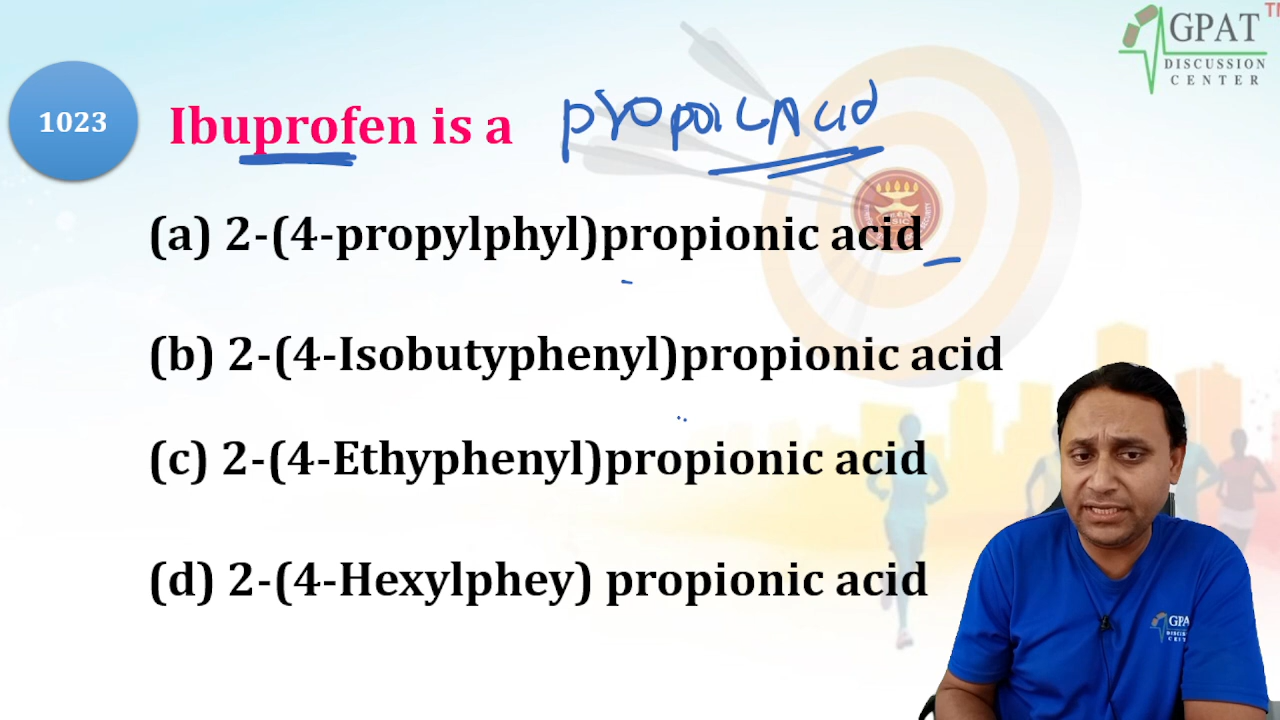 GPAT
TM
DISCUSSION
CENTER
1023
Ibuprofen is a
(a) 2-(4-propylphyl)propionic acid
(b) 2-(4-Isobutyphenyl)propionic acid
(c) 2-(4-Ethyphenyl)propionic acid
(d) 2-(4-Hexylphey) propionic acid